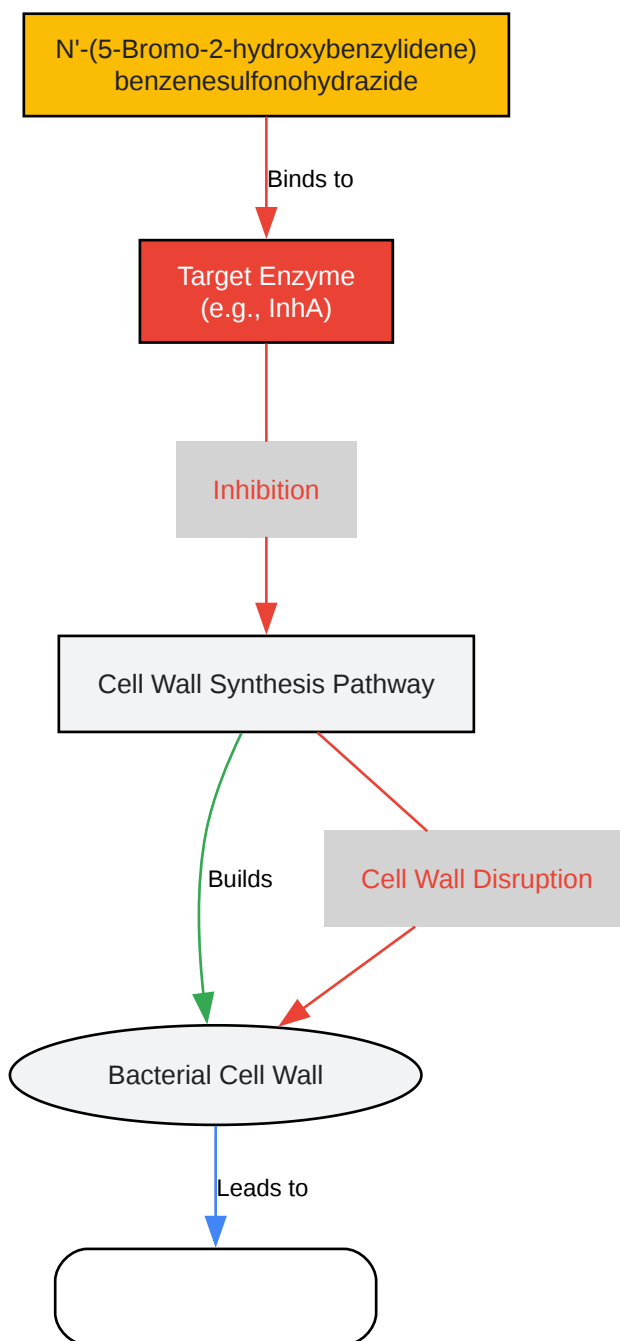 N'-(5-Bromo-2-hydroxybenzylidene)
benzenesulfonohydrazide
Binds to
Target Enzyme
(e.g., InhA)
Inhibition
Cell Wall Synthesis Pathway
Builds
Cell Wall Disruption
Bacterial Cell Wall
Leads to